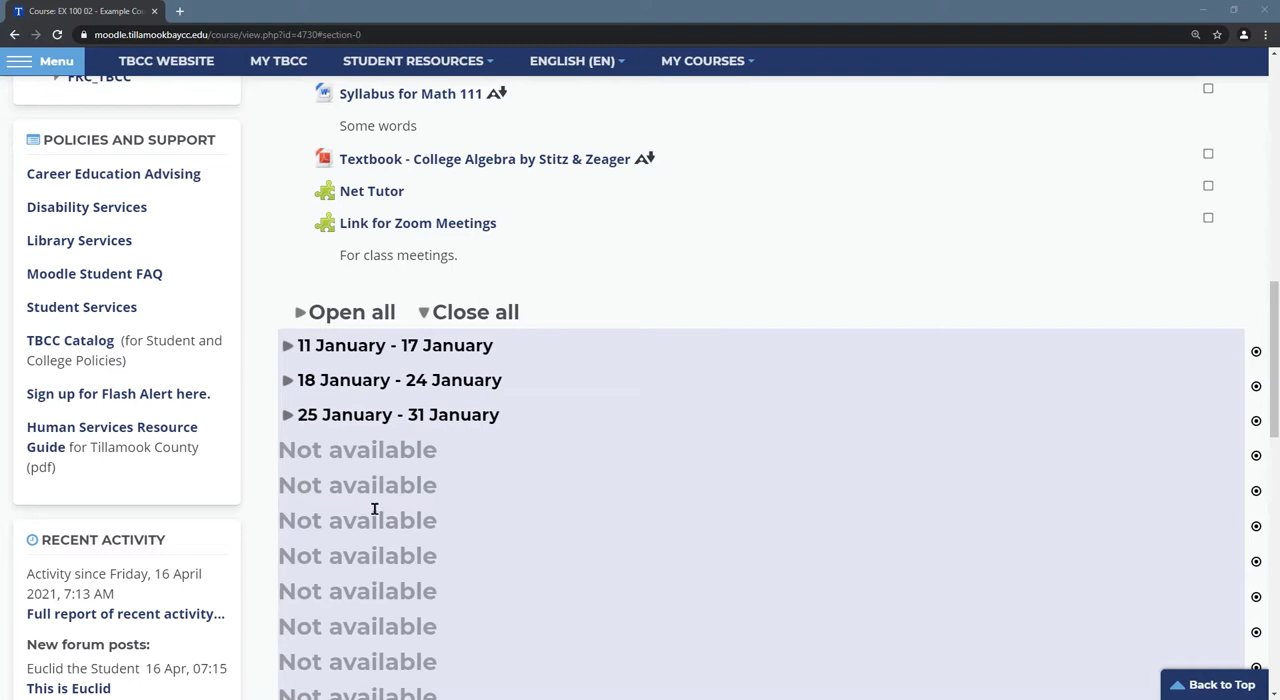 Course: EX 100 02 - Example Co
moodle.tillamookbaycc.edu/course/view.php?id=4730#section-0
Menu
TBCC WEBSITE
MY TBCC
STUDENT RESOURCES
ENGLISH (EN)
MY COURSES
FRC_TBCC
POLICIES AND SUPPORT
Career Education Advising
Disability Services
Library Services
Moodle Student FAQ
Student Services
TBCC Catalog (for Student and
College Policies)
Sign up for Flash Alert here.
Human Services Resource
Guide for Tillamook County
(pdf)
RECENT ACTIVITY
Activity since Friday, 16 April
2021, 7:13 AM
Full report of recent activity...
New forum posts:
Euclid the Student 16 Apr, 07:15
This is Euclid
Syllabus for Math 111
Some words
Textbook - College Algebra by Stitz & Zeager
Net Tutor
Link for Zoom Meetings
For class meetings.
Open all
Close all
11 January - 17 January
18 January - 24 January
25 January - 31 January
Not available
Not available
Not available
Not available
Not available
Not available
Not available
Not available
Back to Top